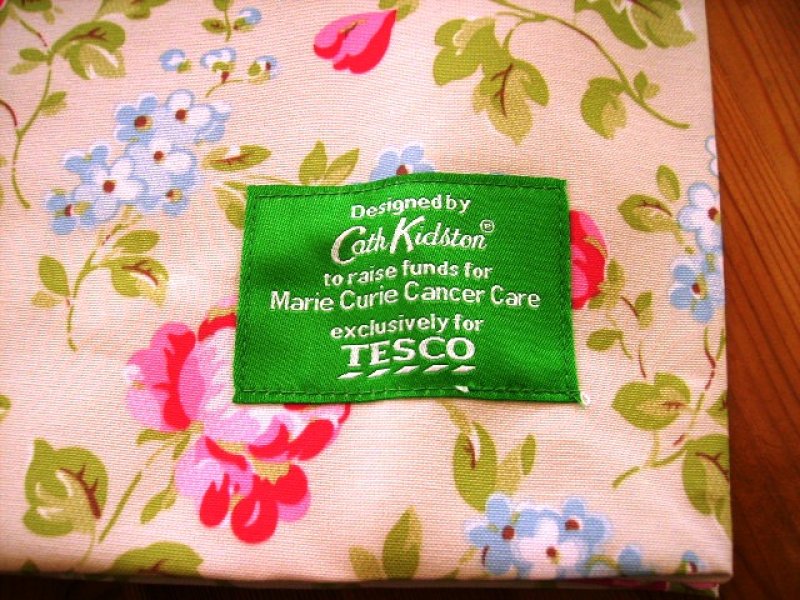 Designed by
Cath Kidston©
to raise funds for
Marie Curie Cancer Care
exclusively for
TESCO